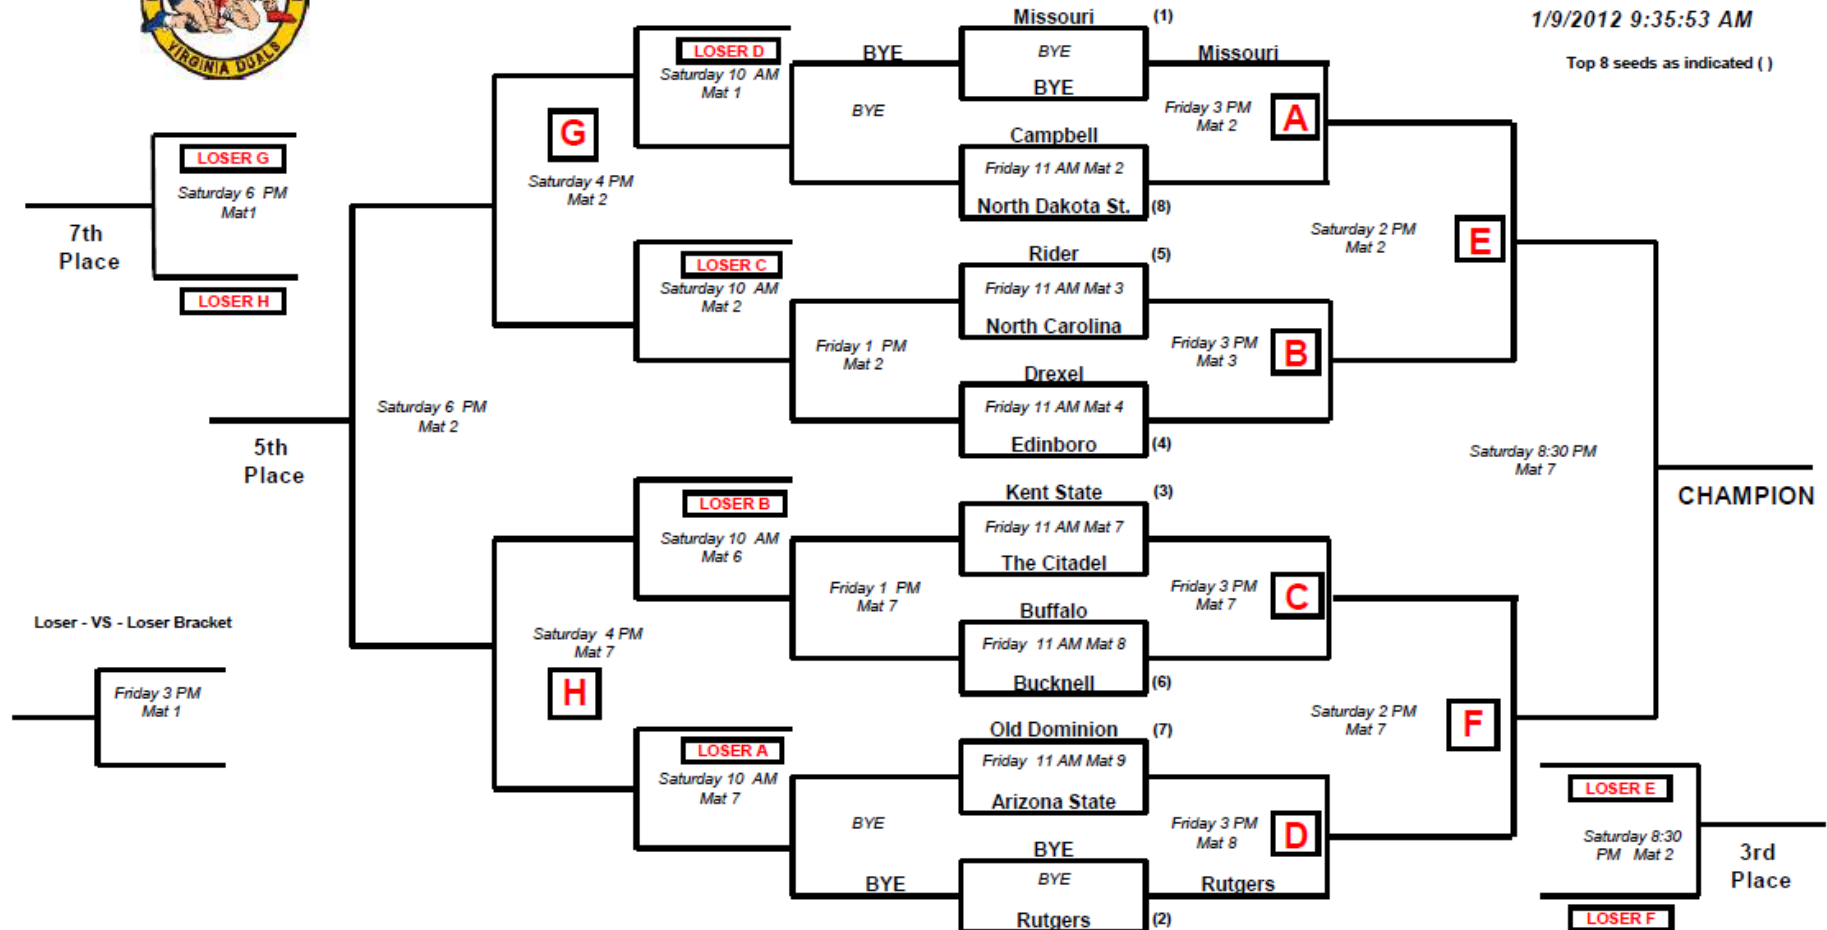 VIRGINIA DUALS
1/9/2012 9:35:53 AM
Top 8 seeds as indicated ( )
LOSER G
Saturday 6 PM
Mat1
7th
Place
LOSER H
Saturday 6 PM
Mat 2
5th
Place
Loser - VS - Loser Bracket
Friday 3 PM
Mat 1
G
Saturday 4 PM
Mat 2
Saturday 4 PM
Mat 7
H
LOSER D
Saturday 10 AM
Mat 1
LOSER C
Saturday 10 AM
Mat 2
LOSER B
Saturday 10 AM
Mat 6
LOSER A
Saturday 10 AM
Mat 7
BYE
BYE
Friday 1 PM
Mat 2
Friday 1 PM
Mat 7
BYE
BYE
Missouri (1)
BYE
BYE
Campbell
Friday 11 AM Mat 2
North Dakota St. (8)
Rider (5)
Friday 11 AM Mat 3
North Carolina
Drexel
Friday 11 AM Mat 4
Edinboro (4)
Kent State (3)
Friday 11 AM Mat 7
The Citadel
Buffalo
Friday 11 AM Mat 8
Bucknell (6)
Old Dominion (7)
Friday 11 AM Mat 9
Arizona State
BYE
BYE
Rutgers (2)
Missouri
Friday 3 PM
Mat 2
A
Friday 3 PM
Mat 3
B
Friday 3 PM
Mat 7
C
Friday 3 PM
Mat 8
D
Rutgers
Saturday 2 PM
Mat 2
E
Saturday 2 PM
Mat 7
F
Saturday 8:30 PM
Mat 7
CHAMPION
LOSER E
Saturday 8:30
PM Mat 2
3rd
Place
LOSER F